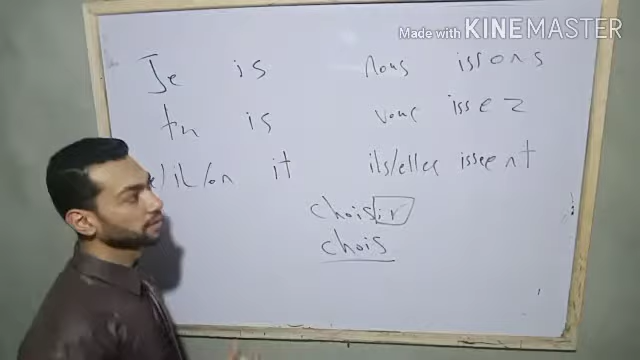 Made with KINEMASTER
Je is nous issons
tu is vous issez
/il/on it ils/elles isseent
choisir
chois